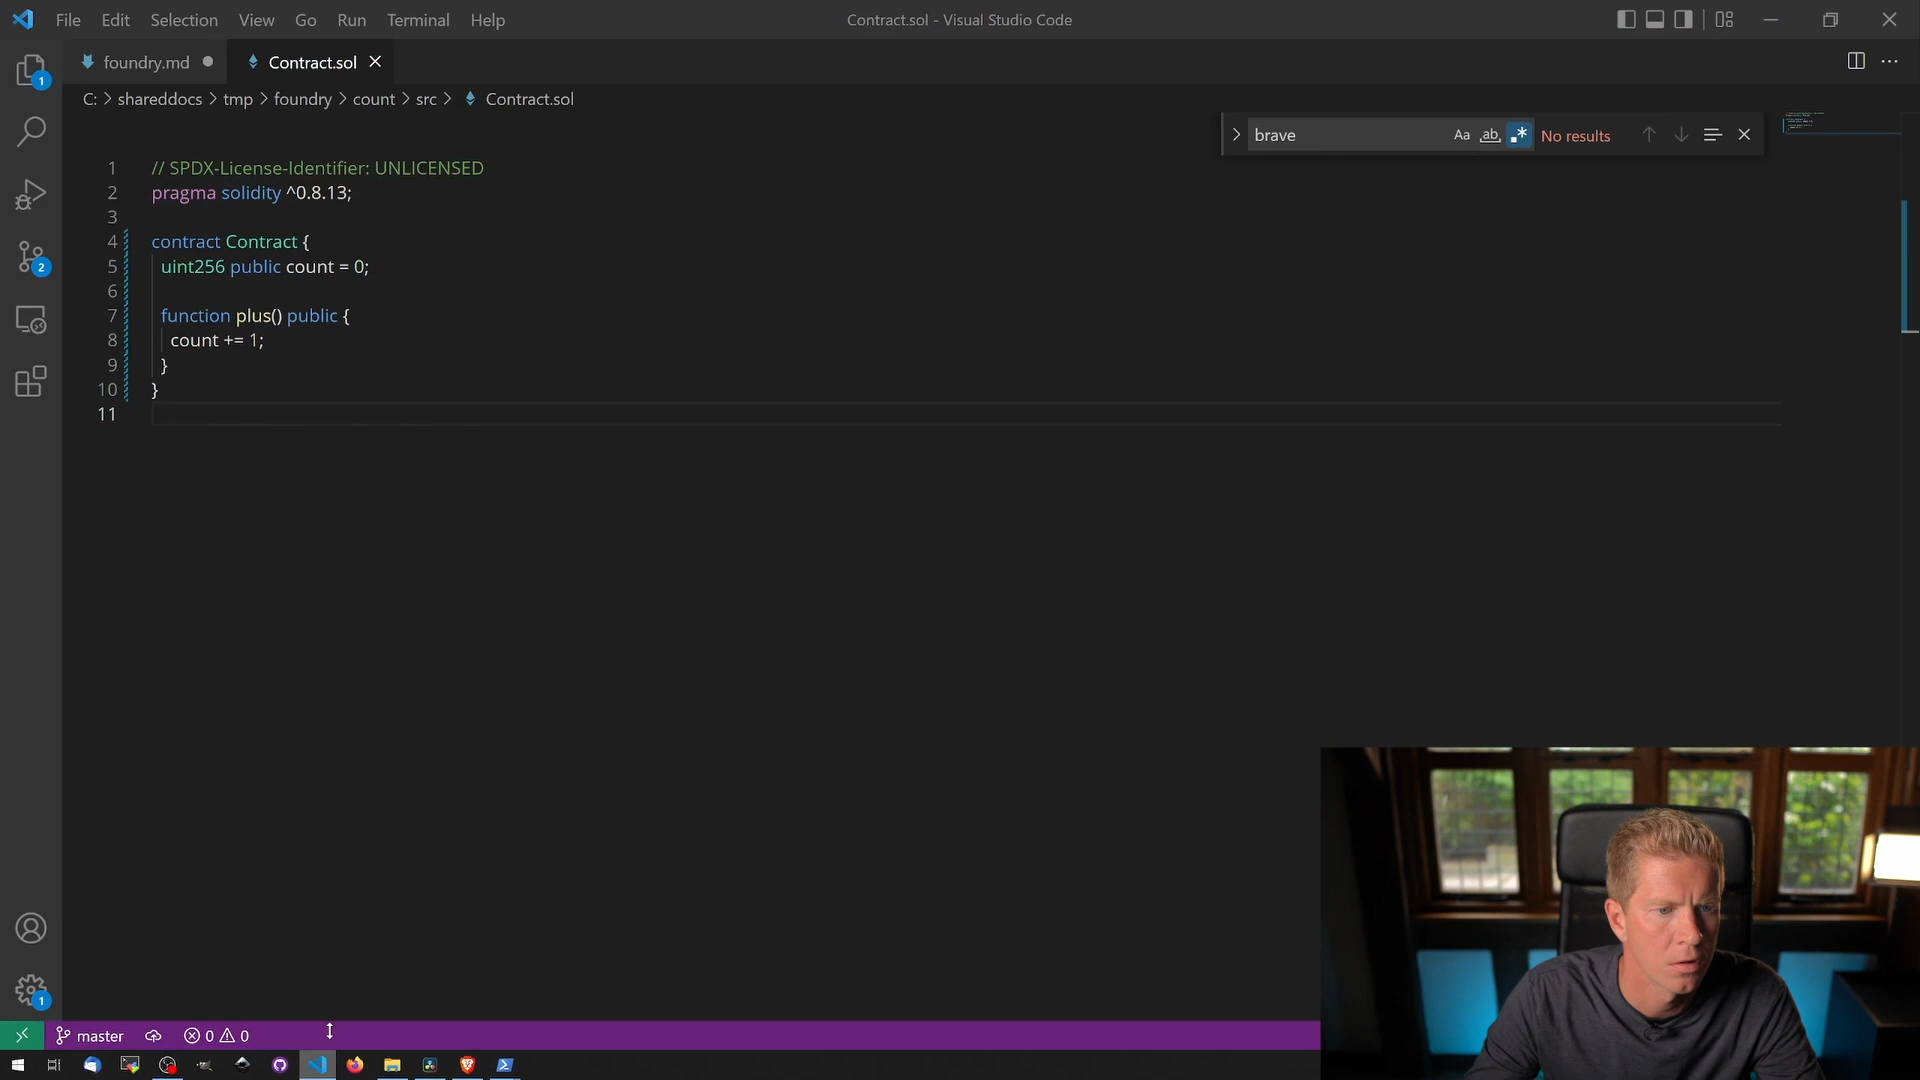 File Edit Selection View Go Run Terminal Help
Contract.sol - Visual Studio Code
foundry.md
Contract.sol
C: > shareddocs > tmp > foundry > count > src > Contract.sol
brave
Aa
ab
No results
1 // SPDX-License-Identifier: UNLICENSED
2 pragma solidity ^0.8.13;
3
4 contract Contract {
5 uint256 public count = 0;
6
7 function plus() public {
8 count += 1;
9 }
10 }
11
1
2
1
master
0
0